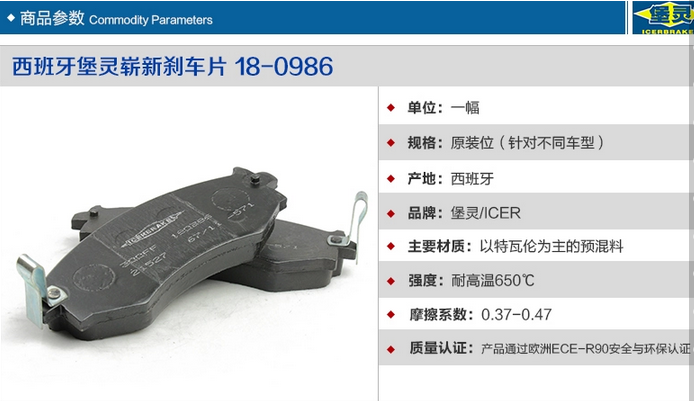 商品参数 Commodity Parameters
堡灵
ICERBRAKE
西班牙堡灵崭新刹车片 18-0986
单位：一幅
规格：原装位（针对不同车型）
产地：西班牙
品牌：堡灵/ICER
主要材质：以特瓦伦为主的预混料
强度：耐高温650℃
摩擦系数：0.37-0.47
质量认证：产品通过欧洲ECE-R90安全与环保认证
ICERBRAKE
300FF
21527
67/1
571